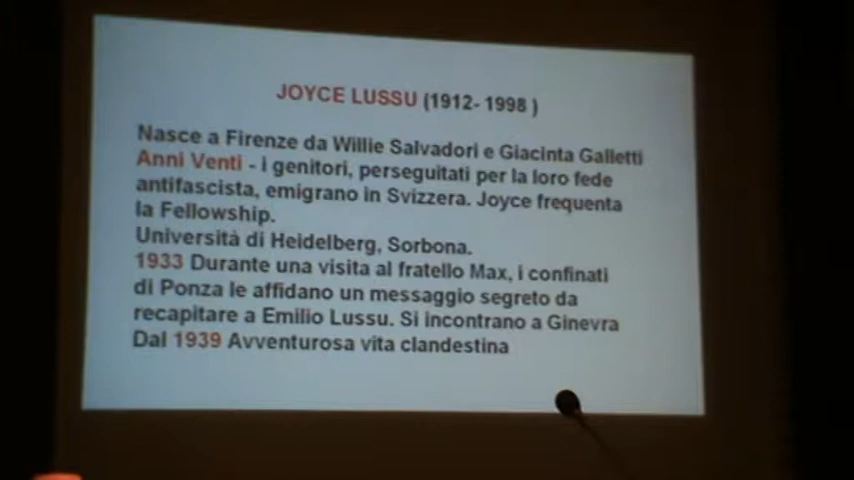 JOYCE LUSSU (1912- 1998 )
Nasce a Firenze da Willie Salvadori e Giacinta Galletti
Anni Venti - i genitori, perseguitati per la loro fede
antifascista, emigrano in Svizzera. Joyce frequenta
la Fellowship.
Università di Heidelberg, Sorbona.
1933 Durante una visita al fratello Max, i confinati
di Ponza le affidano un messaggio segreto da
recapitare a Emilio Lussu. Si incontrano a Ginevra
Dal 1939 Avventurosa vita clandestina